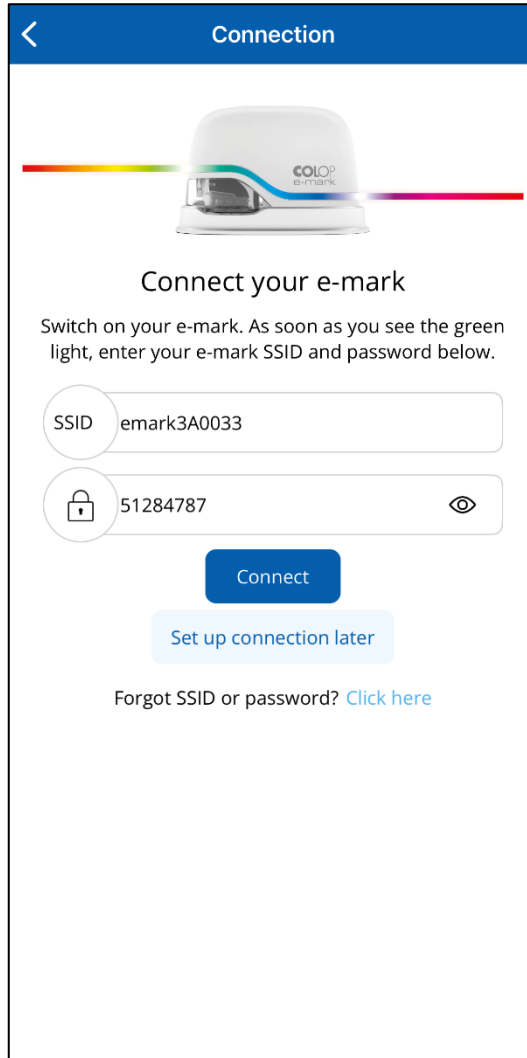 Connection
COLOP
e-mark
Connect your e-mark
Switch on your e-mark. As soon as you see the green
light, enter your e-mark SSID and password below.
SSID emark3A0033
51284787
Connect
Set up connection later
Forgot SSID or password? Click here